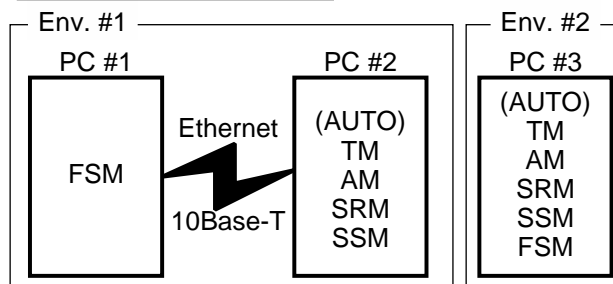 Env. #1
PC #1
FSM
Ethernet
10Base-T
PC #2
(AUTO)
TM
AM
SRM
SSM
Env. #2
PC #3
(AUTO)
TM
AM
SRM
SSM
FSM